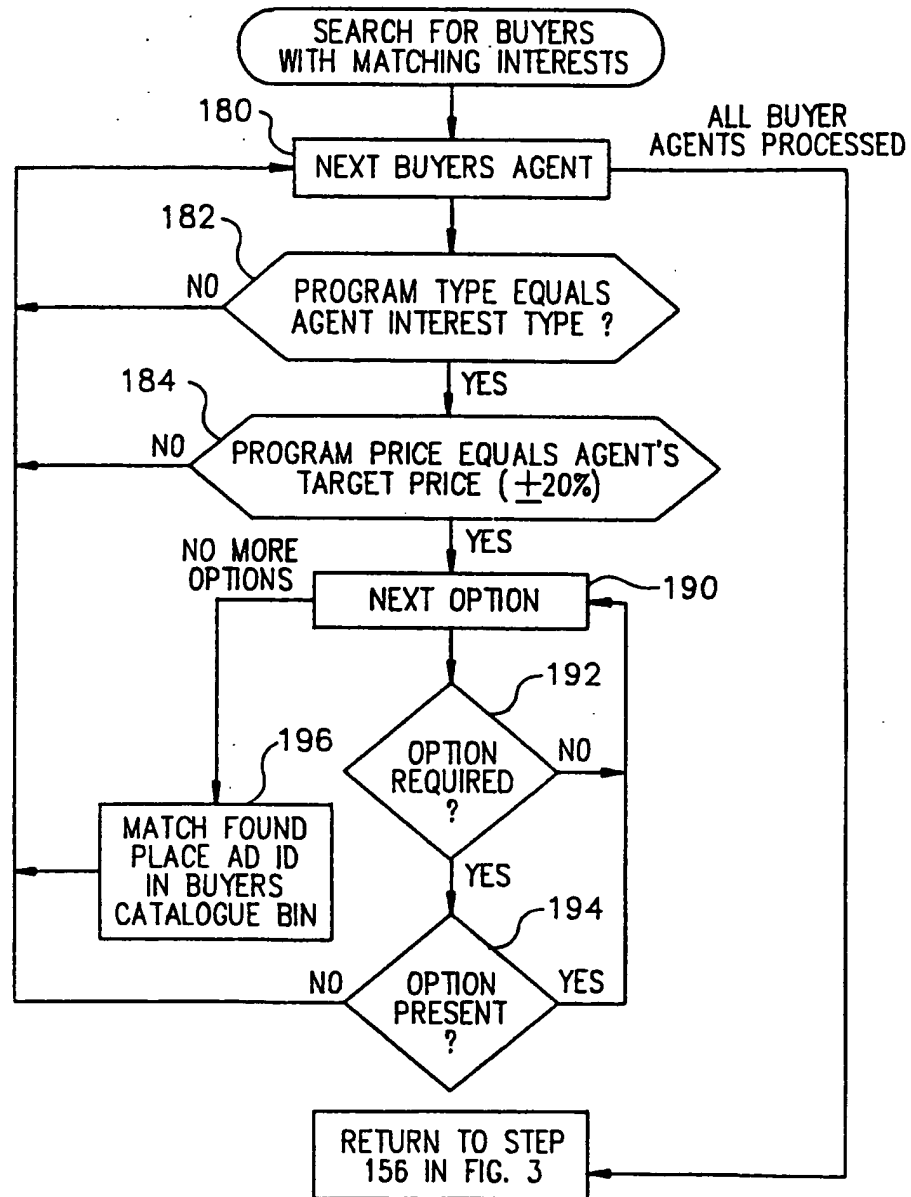 SEARCH FOR BUYERS
WITH MATCHING INTERESTS
180
ALL BUYER
AGENTS PROCESSED
NEXT BUYERS AGENT
182
NO
PROGRAM TYPE EQUALS
AGENT INTEREST TYPE ?
YES
184
NO
PROGRAM PRICE EQUALS AGENT'S
TARGET PRICE (±20%)
YES
NO MORE
OPTIONS
NEXT OPTION
190
192
OPTION
REQUIRED
?
NO
196
MATCH FOUND
PLACE AD ID
IN BUYERS
CATALOGUE BIN
YES
194
NO
OPTION
PRESENT
?
YES
RETURN TO STEP
156 IN FIG. 3